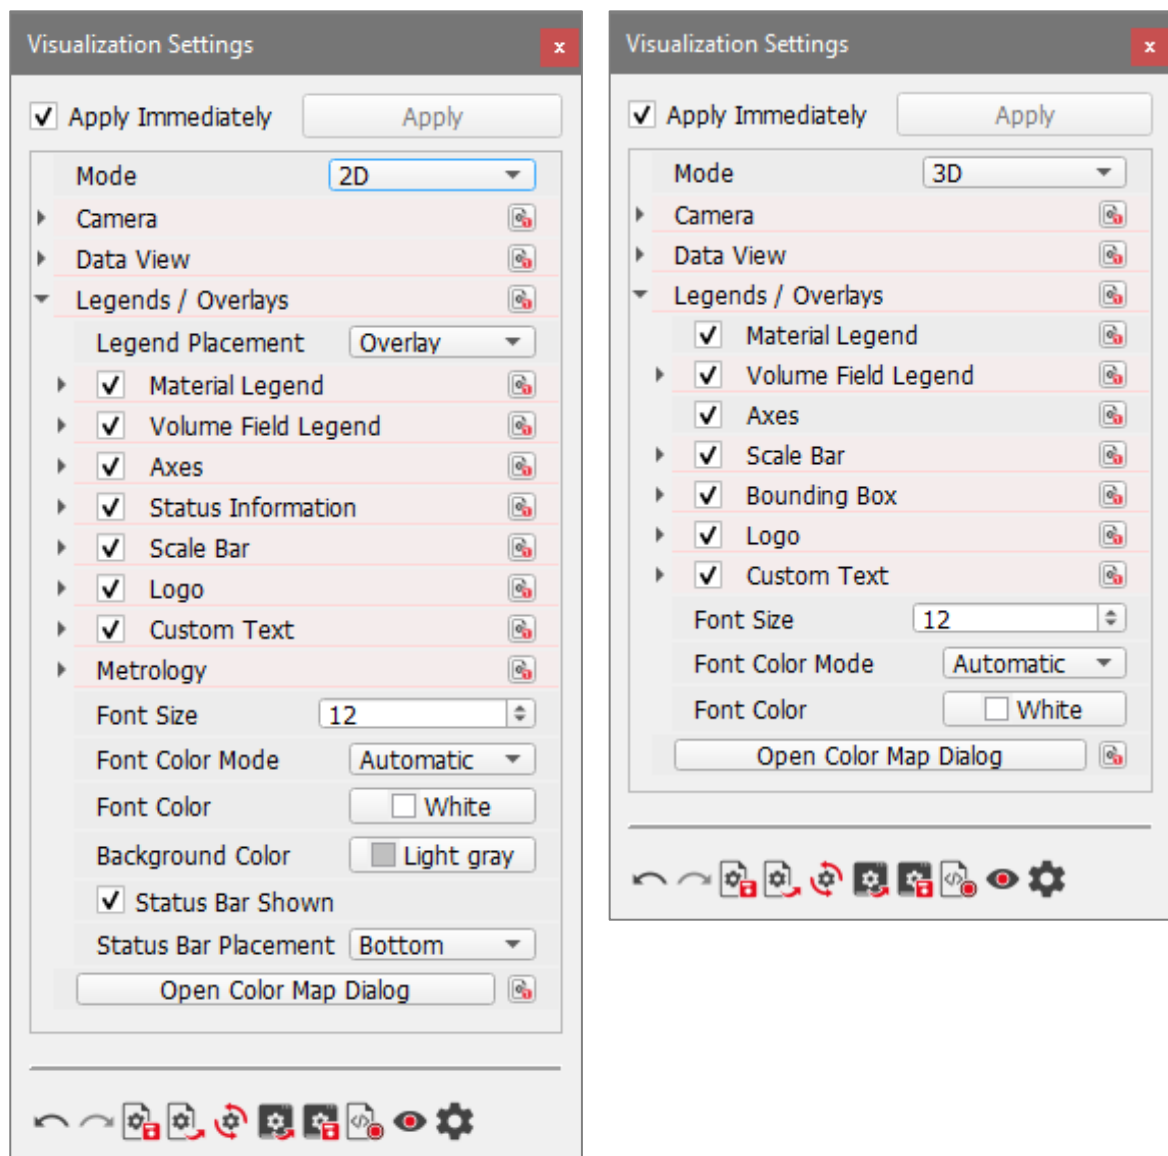 Visualization Settings
x
Apply Immediately
Apply
Mode
2D
Camera
Data View
Legends / Overlays
Legend Placement
Overlay
Material Legend
Volume Field Legend
Axes
Status Information
Scale Bar
Logo
Custom Text
Metrology
Font Size
12
Font Color Mode
Automatic
Font Color
White
Background Color
Light gray
Status Bar Shown
Status Bar Placement
Bottom
Open Color Map Dialog
Visualization Settings
x
Apply Immediately
Apply
Mode
3D
Camera
Data View
Legends / Overlays
Material Legend
Volume Field Legend
Axes
Scale Bar
Bounding Box
Logo
Custom Text
Font Size
12
Font Color Mode
Automatic
Font Color
White
Open Color Map Dialog